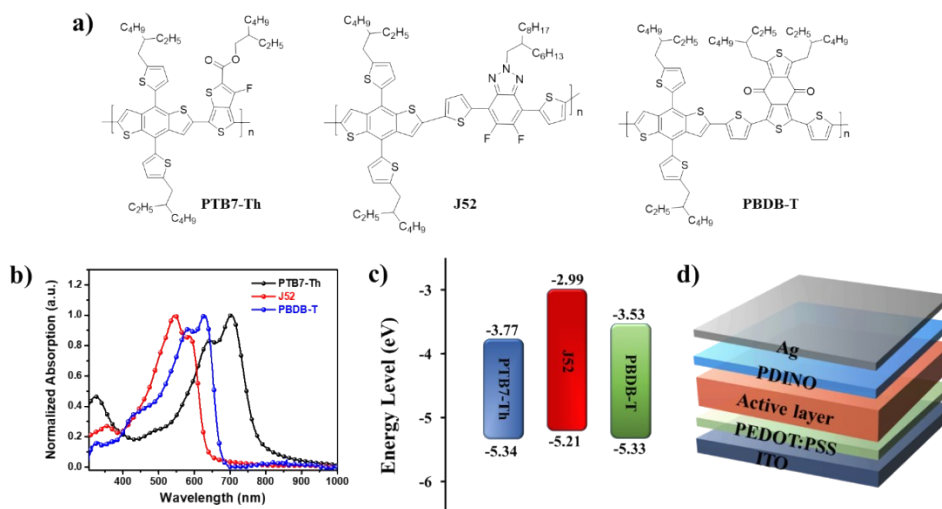 a)
C4H9
C2H5
S
S
S
S
O
O
S
F
S
n
C4H9
C2H5
C2H5
C4H9
PTB7-Th
C4H9
C2H5
S
S
S
S
S
C8H17
C6H13
N
N
N
F
F
S
n
C2H5
C4H9
J52
C4H9
C2H5
S
S
S
S
S
C4H9
C2H5
C2H5
C4H9
S
O
O
S
S
n
C2H5
C4H9
PBDB-T
b)
Normalized Absorption (a.u.)
1.2
1.0
0.8
0.6
0.4
0.2
0.0
PTB7-Th
J52
PBDB-T
400 500 600 700 800 900 1000
Wavelength (nm)
c)
Energy Level (eV)
-3
-4
-5
-6
-3.77
PTB7-Th
-5.34
-2.99
J52
-5.21
-3.53
PBDB-T
-5.33
d)
Ag
PDINO
Active layer
PEDOT:PSS
ITO